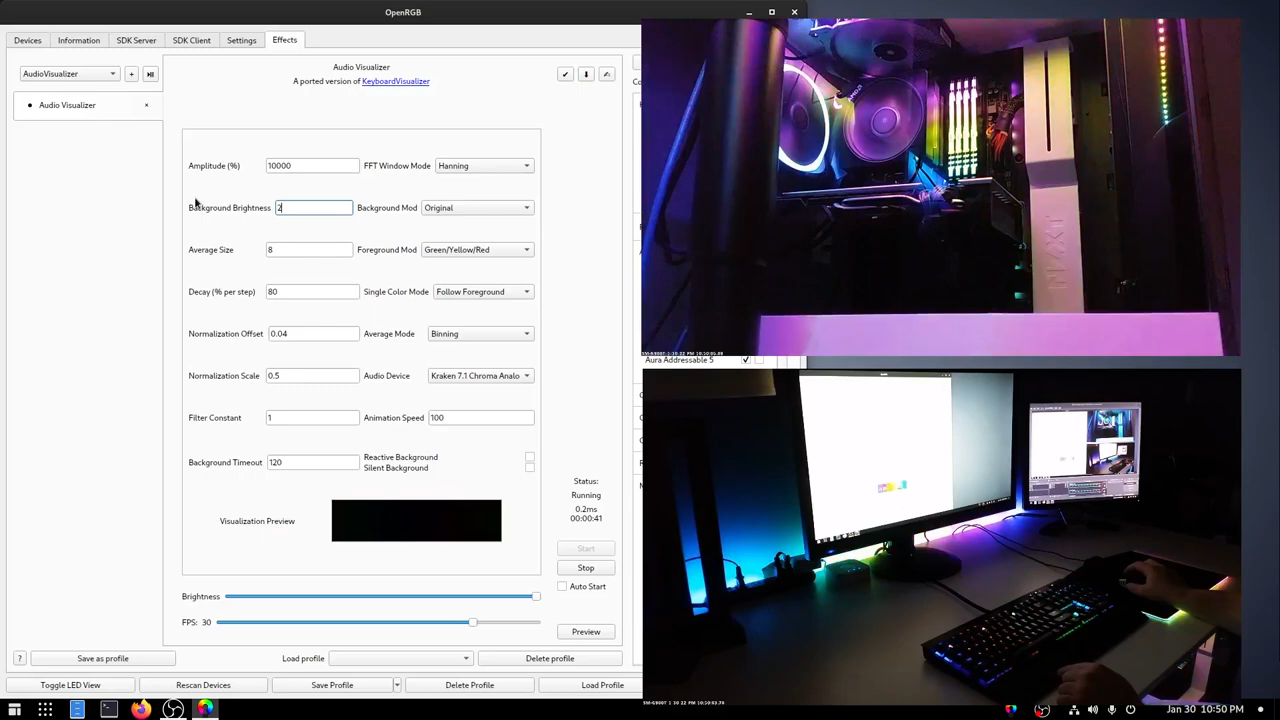 OpenRGB
Devices
Information
SDK Server
SDK Client
Settings
Effects
AudioVisualizer
Audio Visualizer
Audio Visualizer
A ported version of KeyboardVisualizer
Amplitude (%) 10000 FFT Window Mode Hanning
Background Brightness 2 Background Mod Original
Average Size 8 Foreground Mod Green/Yellow/Red
Decay (% per step) 80 Single Color Mode Follow Foreground
Normalization Offset 0.04 Average Mode Binning
Normalization Scale 0.5 Audio Device Kraken 7.1 Chroma Analo
Filter Constant 1 Animation Speed 100
Background Timeout 120
Reactive Background
Silent Background
Visualization Preview
Status:
Running
0.2ms
00:00:41
Start
Stop
Auto Start
Brightness
FPS: 30
Preview
? Save as profile Load profile Delete profile
Toggle LED View Rescan Devices Save Profile Delete Profile Load Profile
Aura Addressable 5
NZXT
Jan 30 10:50 PM